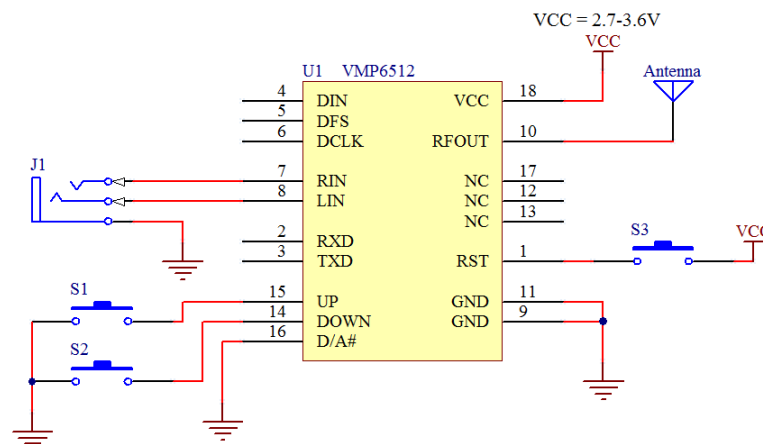 VCC = 2.7-3.6V
VCC
U1 VMP6512
Antenna
4 DIN VCC 18
5 DFS
6 DCLK RFOUT 10
J1
7 RIN NC 17
8 LIN NC 12
NC 13
2 RXD
3 TXD RST 1
S3
VCC
S1
15 UP GND 11
14 DOWN GND 9
16 D/A#
S2